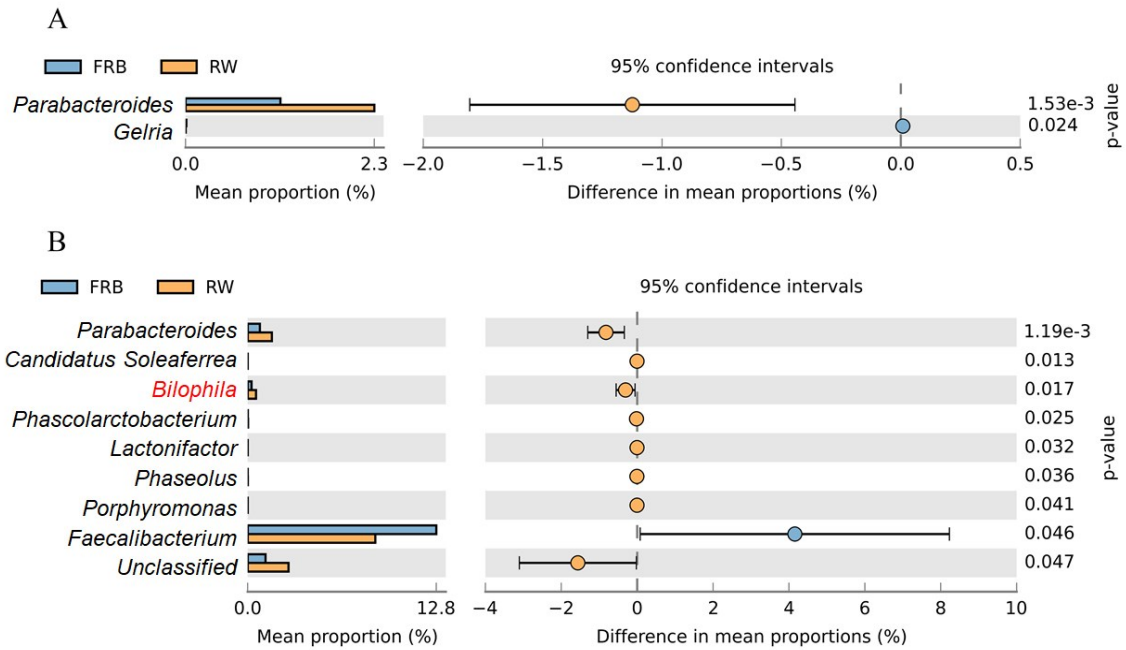 A
FRB RW
95% confidence intervals
Parabacteroides 1.53e-3
Gelria 0.024
p-value
0.0 2.3 −2.0 −1.5 −1.0 −0.5 0.0 0.5
Mean proportion (%) Difference in mean proportions (%)
B
FRB RW
95% confidence intervals
Parabacteroides 1.19e-3
Candidatus Soleaferrea 0.013
Bilophila 0.017
Phascolarctobacterium 0.025
Lactonifactor 0.032
Phaseolus 0.036
Porphyromonas 0.041
Faecalibacterium 0.046
Unclassified 0.047
p-value
0.0 12.8 −4 −2 0 2 4 6 8 10
Mean proportion (%) Difference in mean proportions (%)